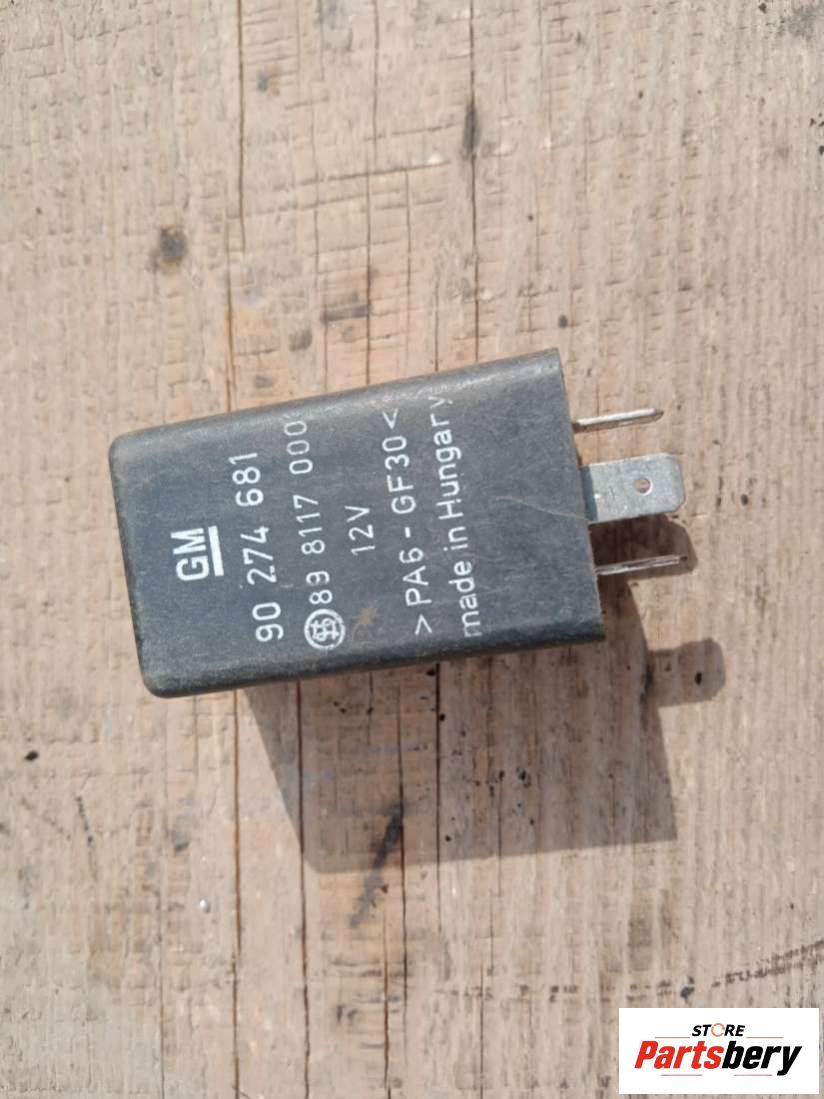 GM
90 274 681
89 8117 000
12V
>PA6-GF30<
made in Hungary
STORE
Partsbery